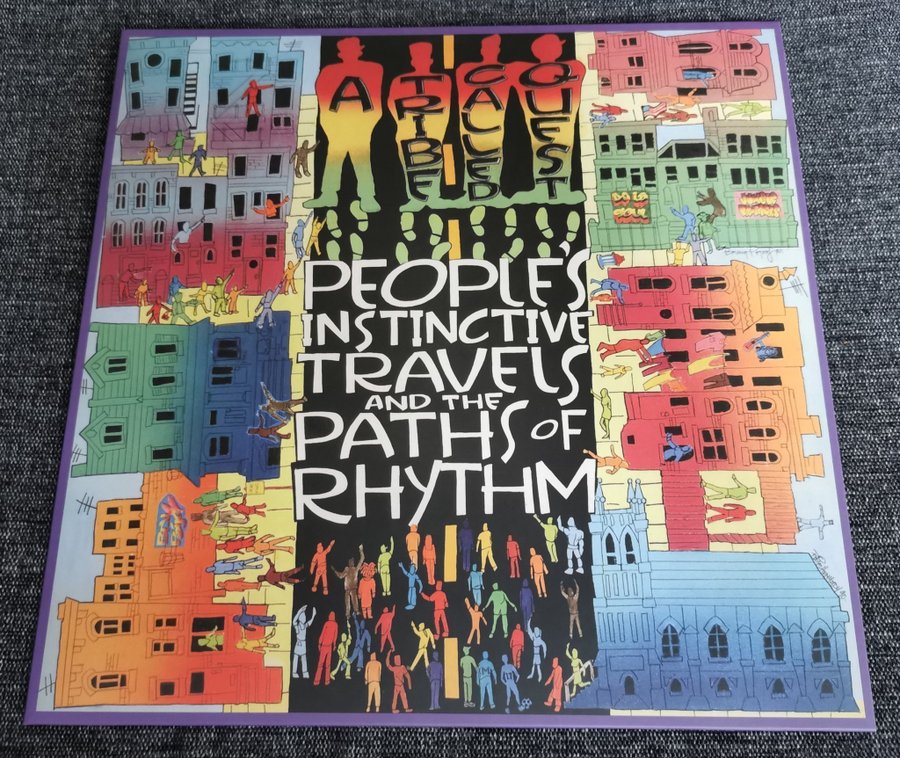 A TRIBE CALLED QUEST
PEOPLE'S
INSTINCTIVE
TRAVELS
AND THE
PATHS OF
RHYTHM